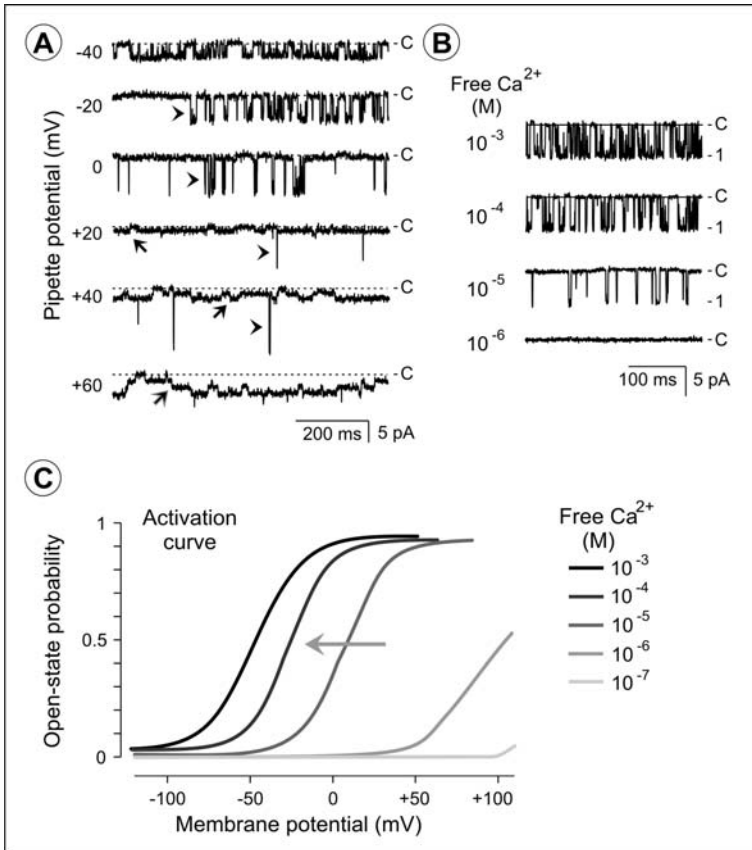 A
Pipette potential (mV)
-40
-C
-20
-C
0
-C
+20
-C
+40
-C
+60
-C
200 ms
5 pA
B
Free Ca²⁺
(M)
10⁻³
-C
-1
10⁻⁴
-C
-1
10⁻⁵
-C
-1
10⁻⁶
-C
100 ms
5 pA
C
Activation
curve
Open-state probability
1
0.5
0
-100
-50
0
+50
+100
Membrane potential (mV)
Free Ca²⁺
(M)
10⁻³
10⁻⁴
10⁻⁵
10⁻⁶
10⁻⁷